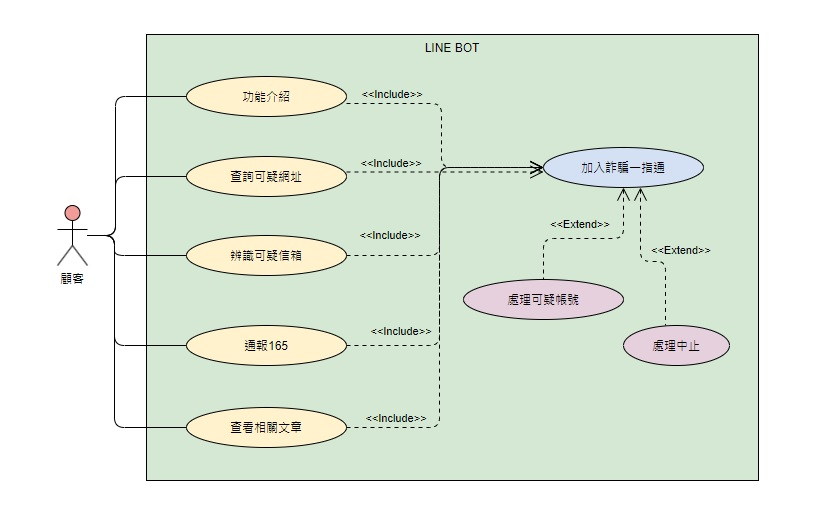 LINE BOT
功能介紹
<<Include>>
查詢可疑網址
<<Include>>
加入詐騙一指通
辨識可疑信箱
<<Include>>
<<Extend>>
<<Extend>>
顧客
處理可疑帳號
通報165
<<Include>>
處理中止
查看相關文章
<<Include>>